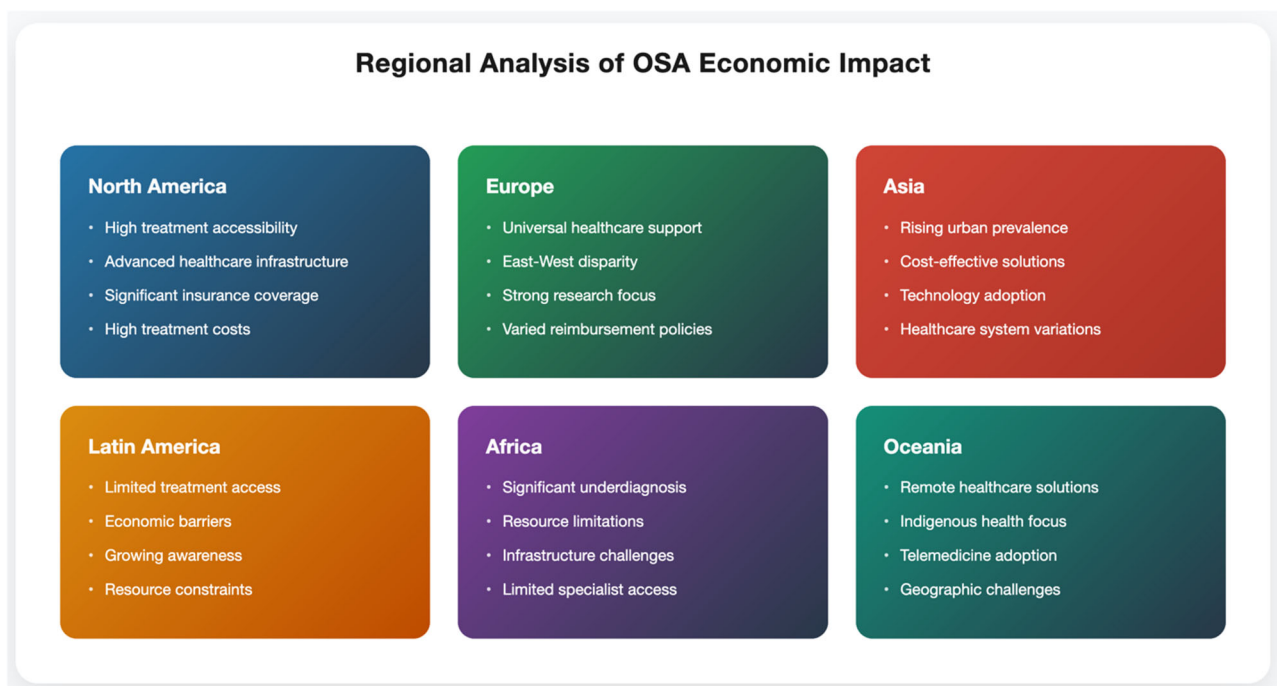 Regional Analysis of OSA Economic Impact
North America
• High treatment accessibility
• Advanced healthcare infrastructure
• Significant insurance coverage
• High treatment costs
Europe
• Universal healthcare support
• East-West disparity
• Strong research focus
• Varied reimbursement policies
Asia
• Rising urban prevalence
• Cost-effective solutions
• Technology adoption
• Healthcare system variations
Latin America
• Limited treatment access
• Economic barriers
• Growing awareness
• Resource constraints
Africa
• Significant underdiagnosis
• Resource limitations
• Infrastructure challenges
• Limited specialist access
Oceania
• Remote healthcare solutions
• Indigenous health focus
• Telemedicine adoption
• Geographic challenges